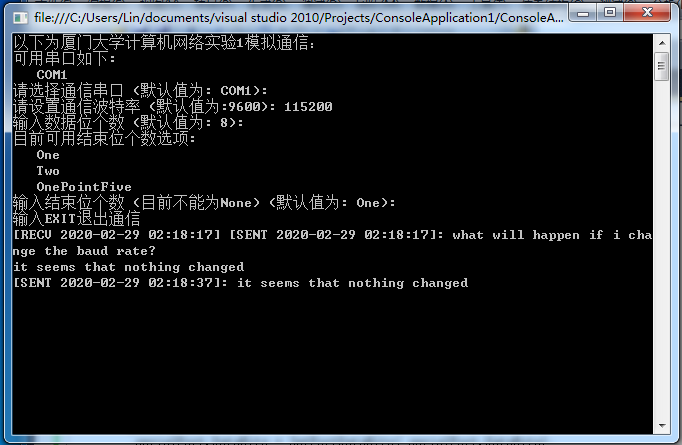 file:///C:/Users/Lin/documents/visual studio 2010/Projects/ConsoleApplication1/ConsoleA...
以下为厦门大学计算机网络实验1模拟通信：
可用串口如下：
COM1
请选择通信串口 (默认值为: COM1):
请设置通信波特率 (默认值为:9600): 115200
输入数据位个数 (默认值为: 8):
目前可用结束位个数选项:
One
Two
OnePointFive
输入结束位个数 (目前不能为None) (默认值为: One):
输入EXIT退出通信
[RECV 2020-02-29 02:18:17] [SENT 2020-02-29 02:18:17]: what will happen if i cha
nge the baud rate?
it seems that nothing changed
[SENT 2020-02-29 02:18:37]: it seems that nothing changed